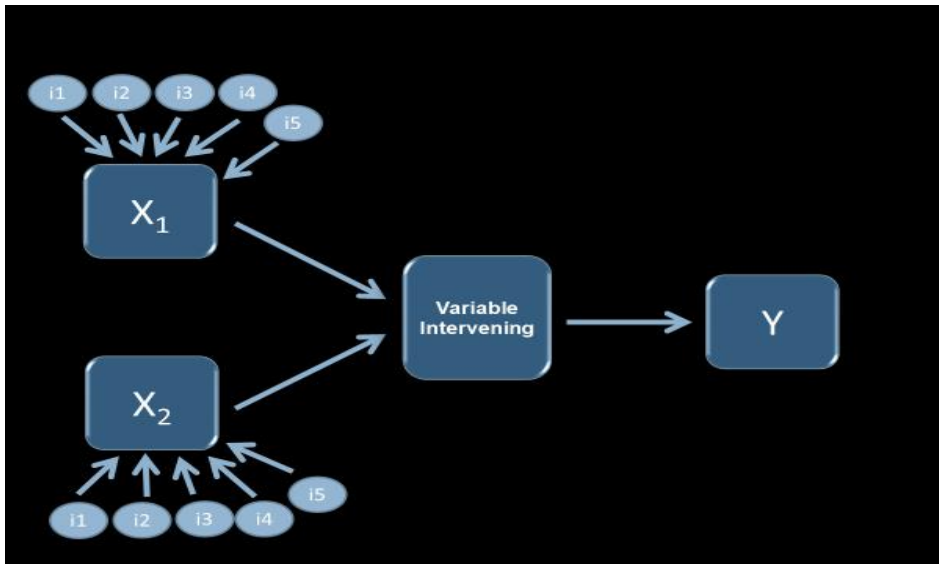 i1 i2 i3 i4
i5
X₁
Variable
Intervening
Y
X₂
i5
i1 i2 i3 i4